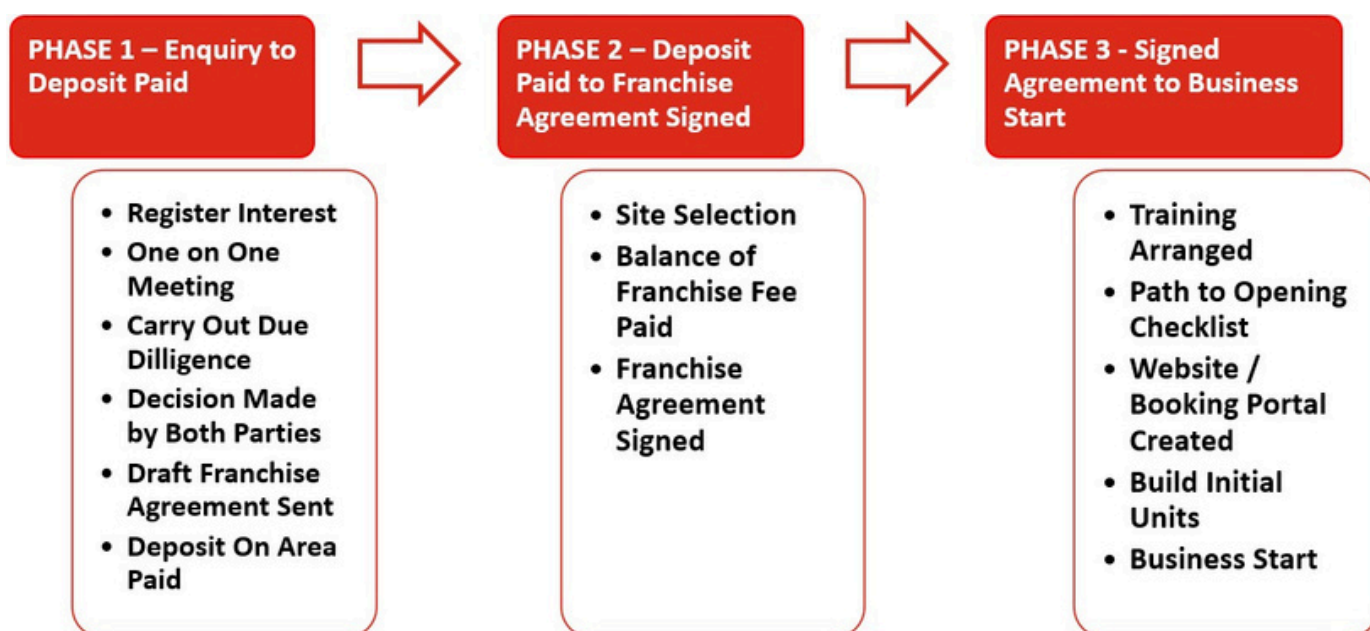 PHASE 1 – Enquiry to
Deposit Paid
• Register Interest
• One on One
Meeting
• Carry Out Due
Dilligence
• Decision Made
by Both Parties
• Draft Franchise
Agreement Sent
• Deposit On Area
Paid
PHASE 2 – Deposit
Paid to Franchise
Agreement Signed
• Site Selection
• Balance of
Franchise Fee
Paid
• Franchise
Agreement
Signed
PHASE 3 - Signed
Agreement to Business
Start
• Training
Arranged
• Path to Opening
Checklist
• Website /
Booking Portal
Created
• Build Initial
Units
• Business Start